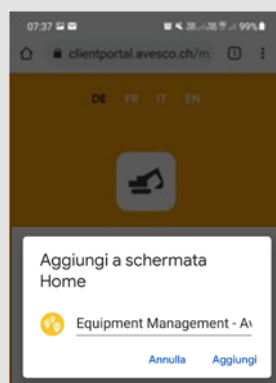 07:37
99%
clientportal.avesco.ch/m
DE FR IT EN
Aggiungi a schermata
Home
Equipment Management - Av
Annulla Aggiungi